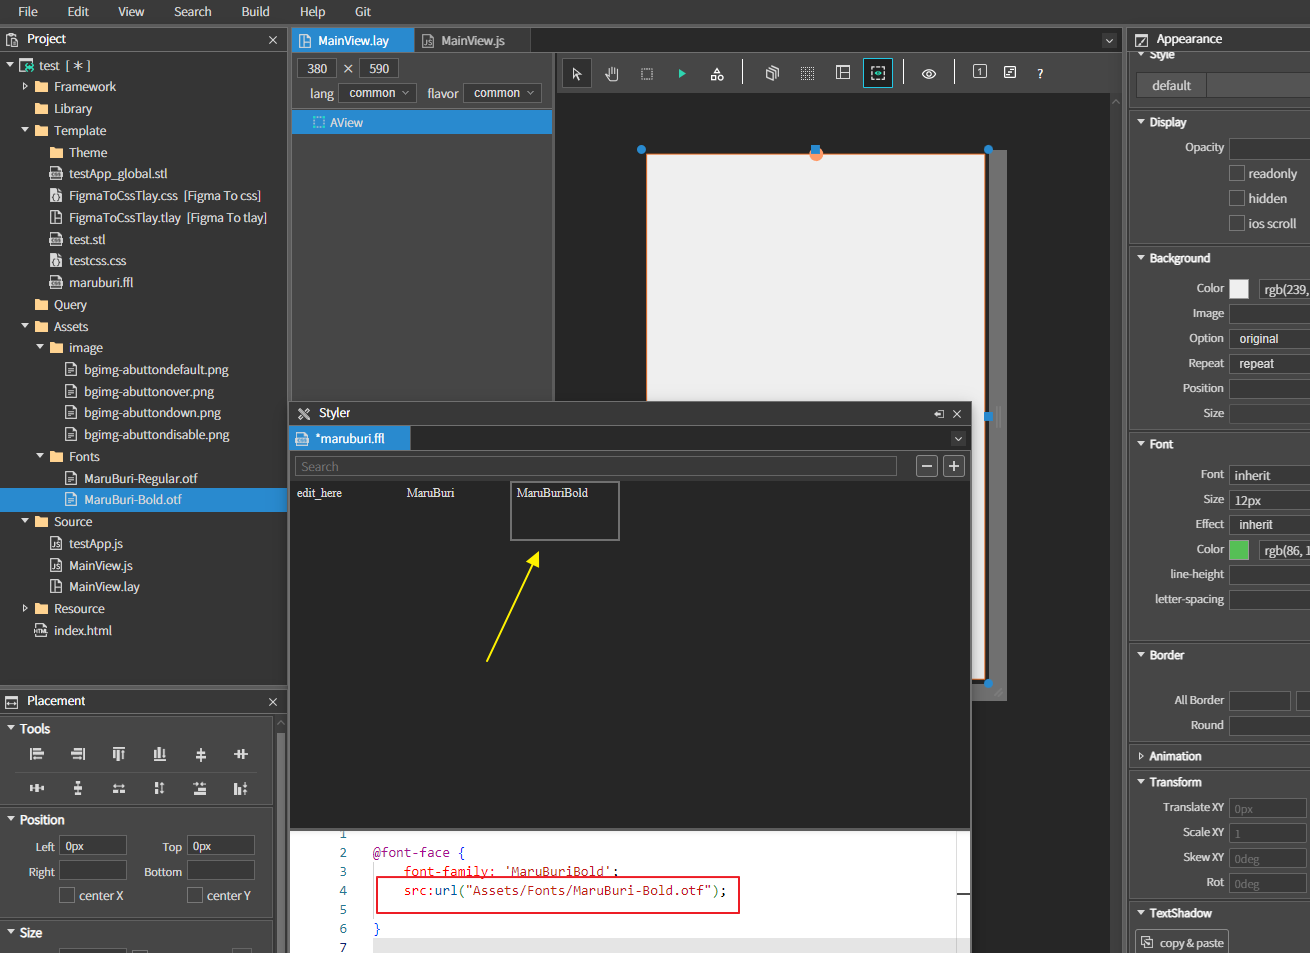 File Edit View Search Build Help Git
Project
test [ * ]
Framework
Library
Template
Theme
testApp_global.stl
FigmaToCssTlay.css [Figma To css]
FigmaToCssTlay.tlay [Figma To tlay]
test.stl
testcss.css
maruburi.ffl
Query
Assets
image
bgimg-abuttondefault.png
bgimg-abuttonover.png
bgimg-abuttondown.png
bgimg-abuttondisable.png
Fonts
MaruBuri-Regular.otf
MaruBuri-Bold.otf
Source
testApp.js
MainView.js
MainView.lay
Resource
index.html
Placement
Tools
Position
Left 0px Top 0px
Right Bottom
center X center Y
Size
MainView.lay MainView.js
380 × 590
lang common flavor common
AView
1 ?
Styler
*maruburi.ffl
Search
edit_here MaruBuri MaruBuriBold
1
2 @font-face {
3 font-family: 'MaruBuriBold';
4 src:url("Assets/Fonts/MaruBuri-Bold.otf");
5
6 }
7
Appearance
Style
default
Display
Opacity
readonly
hidden
ios scroll
Background
Color rgb(239,
Image
Option original
Repeat repeat
Position
Size
Font
Font inherit
Size 12px
Effect inherit
Color rgb(86, 1
line-height
letter-spacing
Border
All Border
Round
Animation
Transform
Translate XY 0px
Scale XY 1
Skew XY 0deg
Rot 0deg
TextShadow
copy & paste